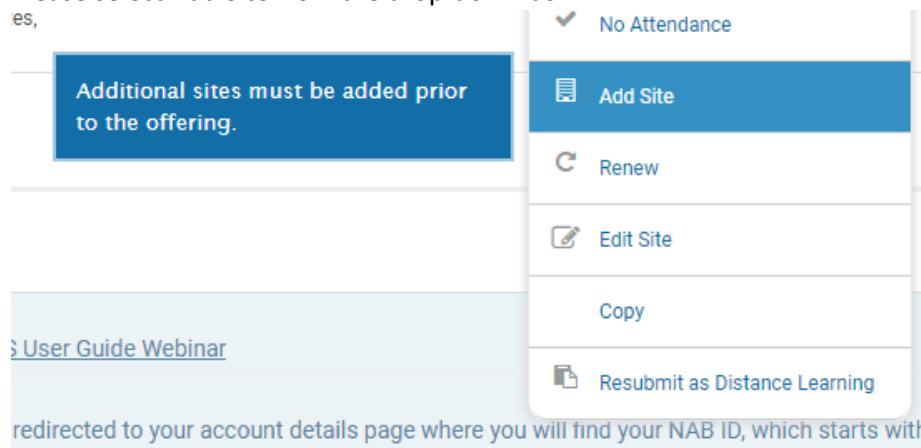 es,
No Attendance
Additional sites must be added prior
to the offering.
Add Site
Renew
Edit Site
Copy
S User Guide Webinar
Resubmit as Distance Learning
redirected to your account details page where you will find your NAB ID, which starts wit